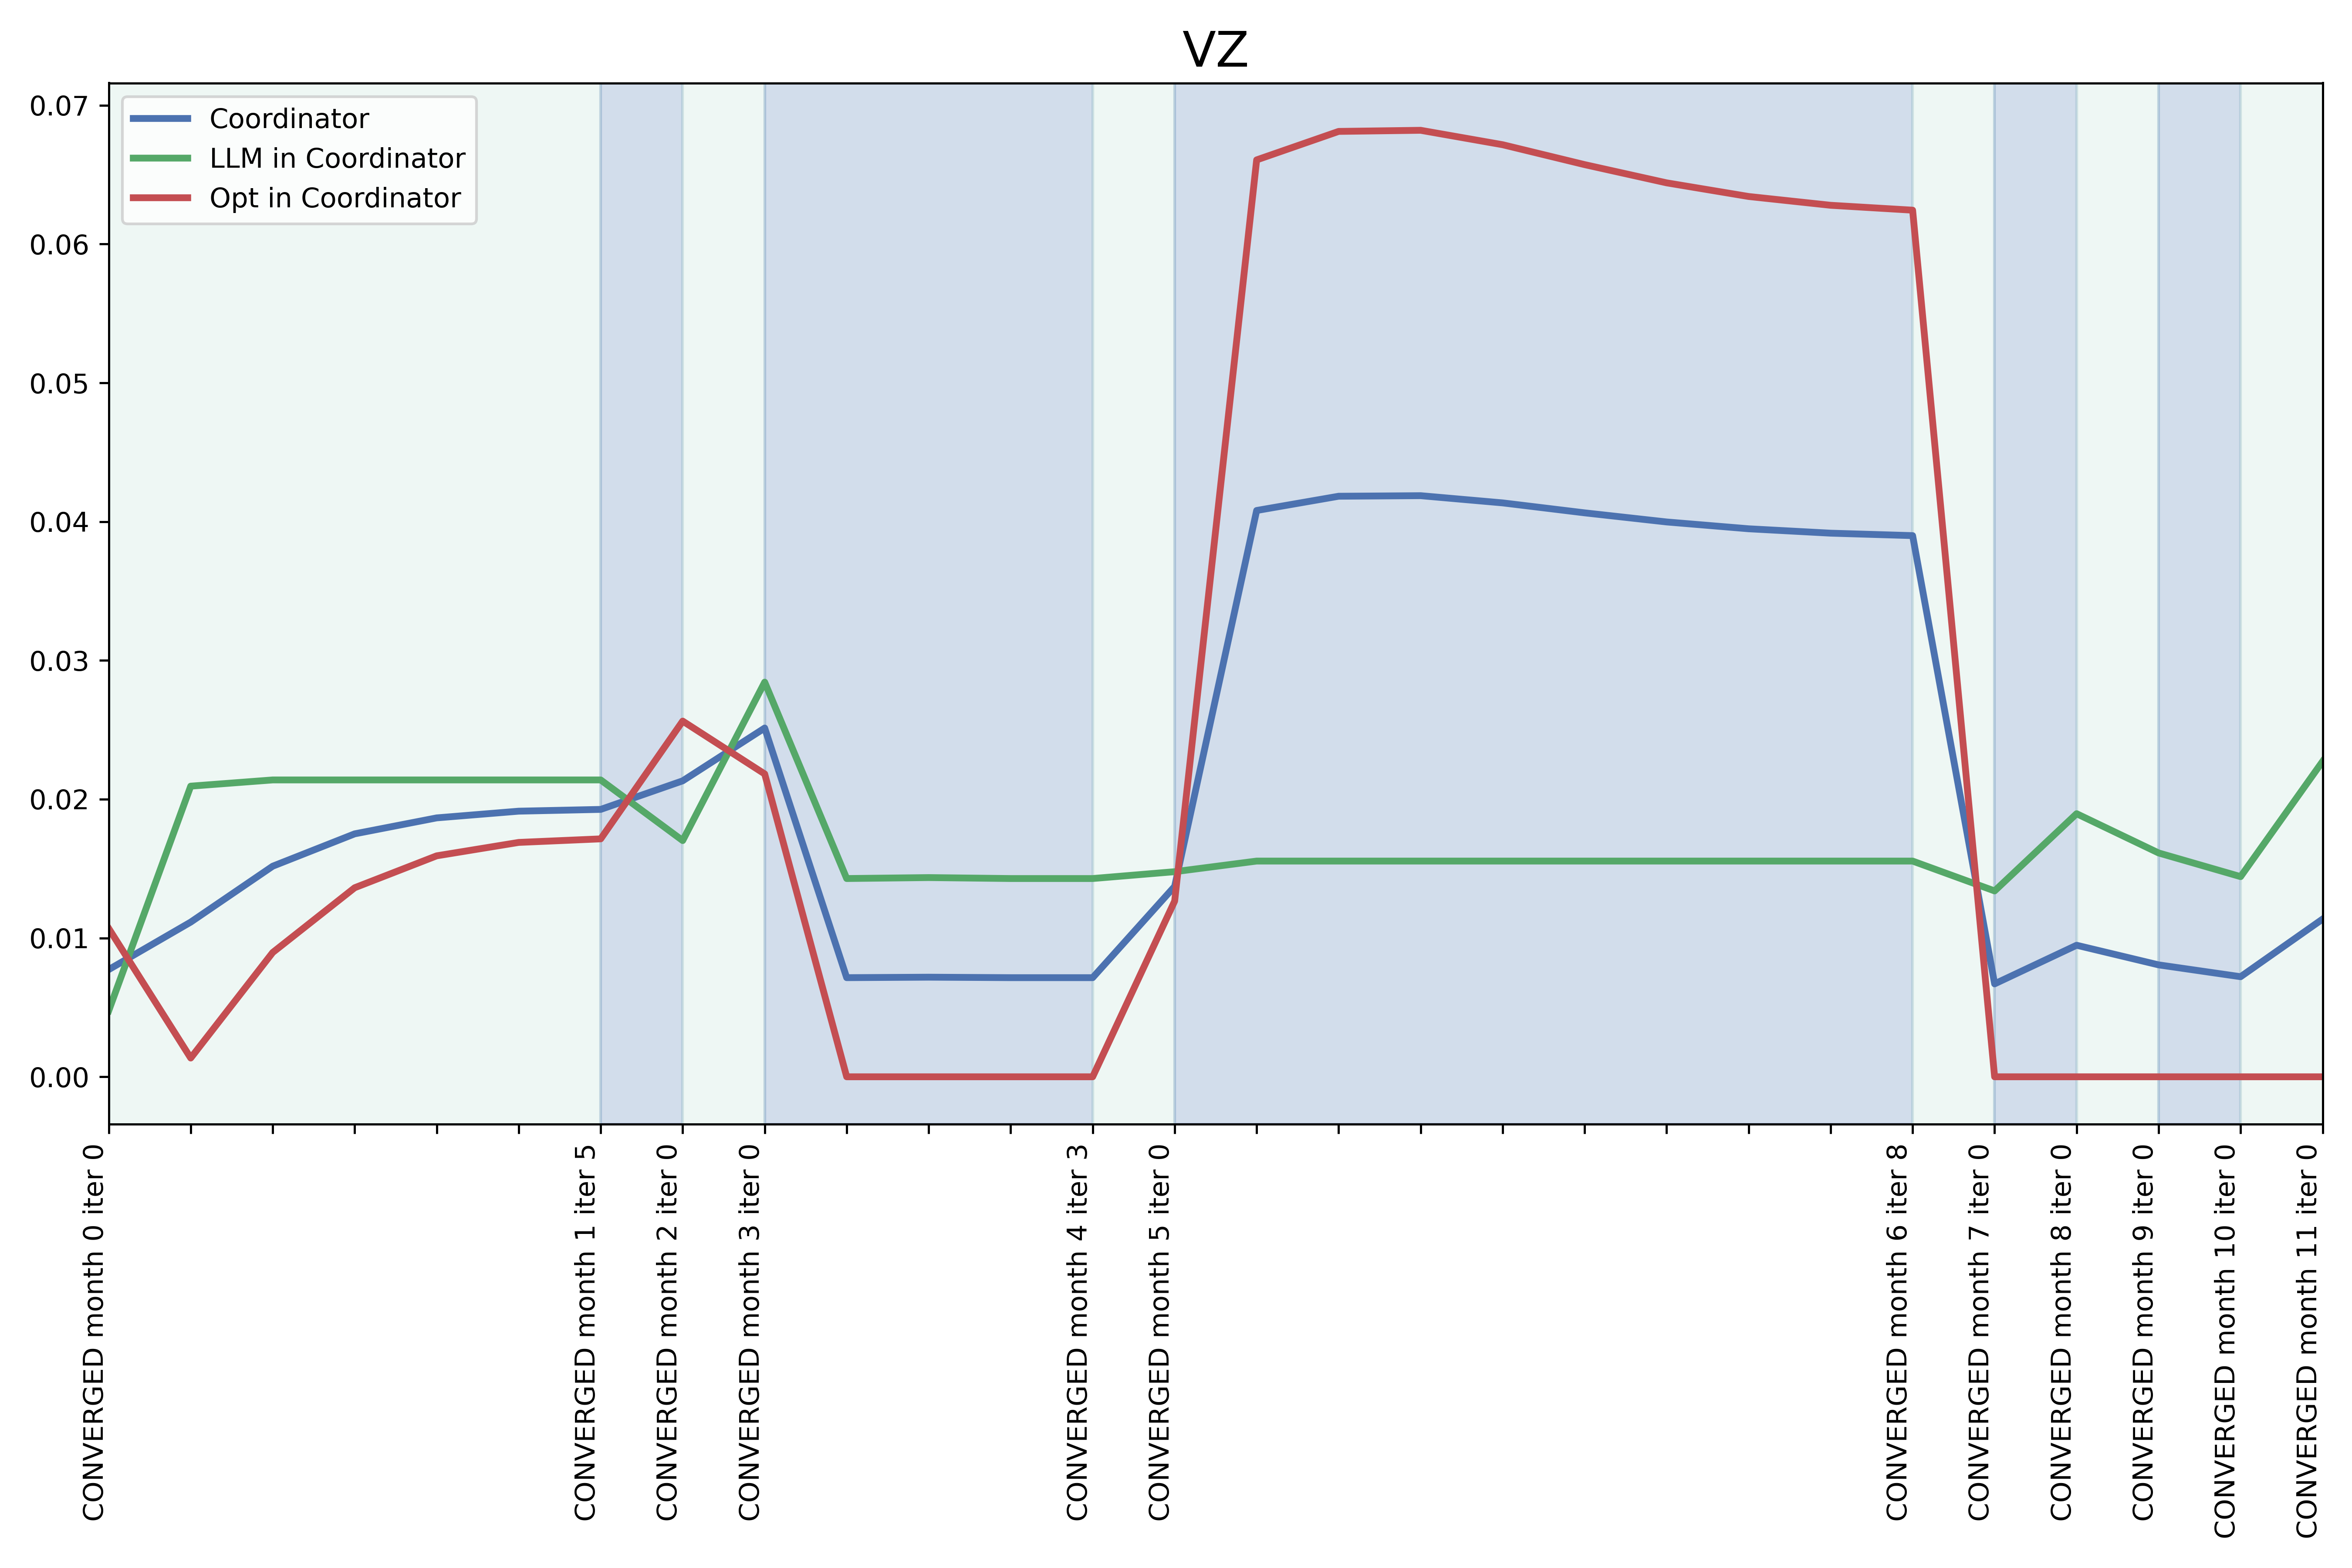 VZ
0.07
0.06
0.05
0.04
0.03
0.02
0.01
0.00
Coordinator
LLM in Coordinator
Opt in Coordinator
CONVERGED month 0 iter 0
CONVERGED month 1 iter 5
CONVERGED month 2 iter 0
CONVERGED month 3 iter 0
CONVERGED month 4 iter 3
CONVERGED month 5 iter 0
CONVERGED month 6 iter 8
CONVERGED month 7 iter 0
CONVERGED month 8 iter 0
CONVERGED month 9 iter 0
CONVERGED month 10 iter 0
CONVERGED month 11 iter 0